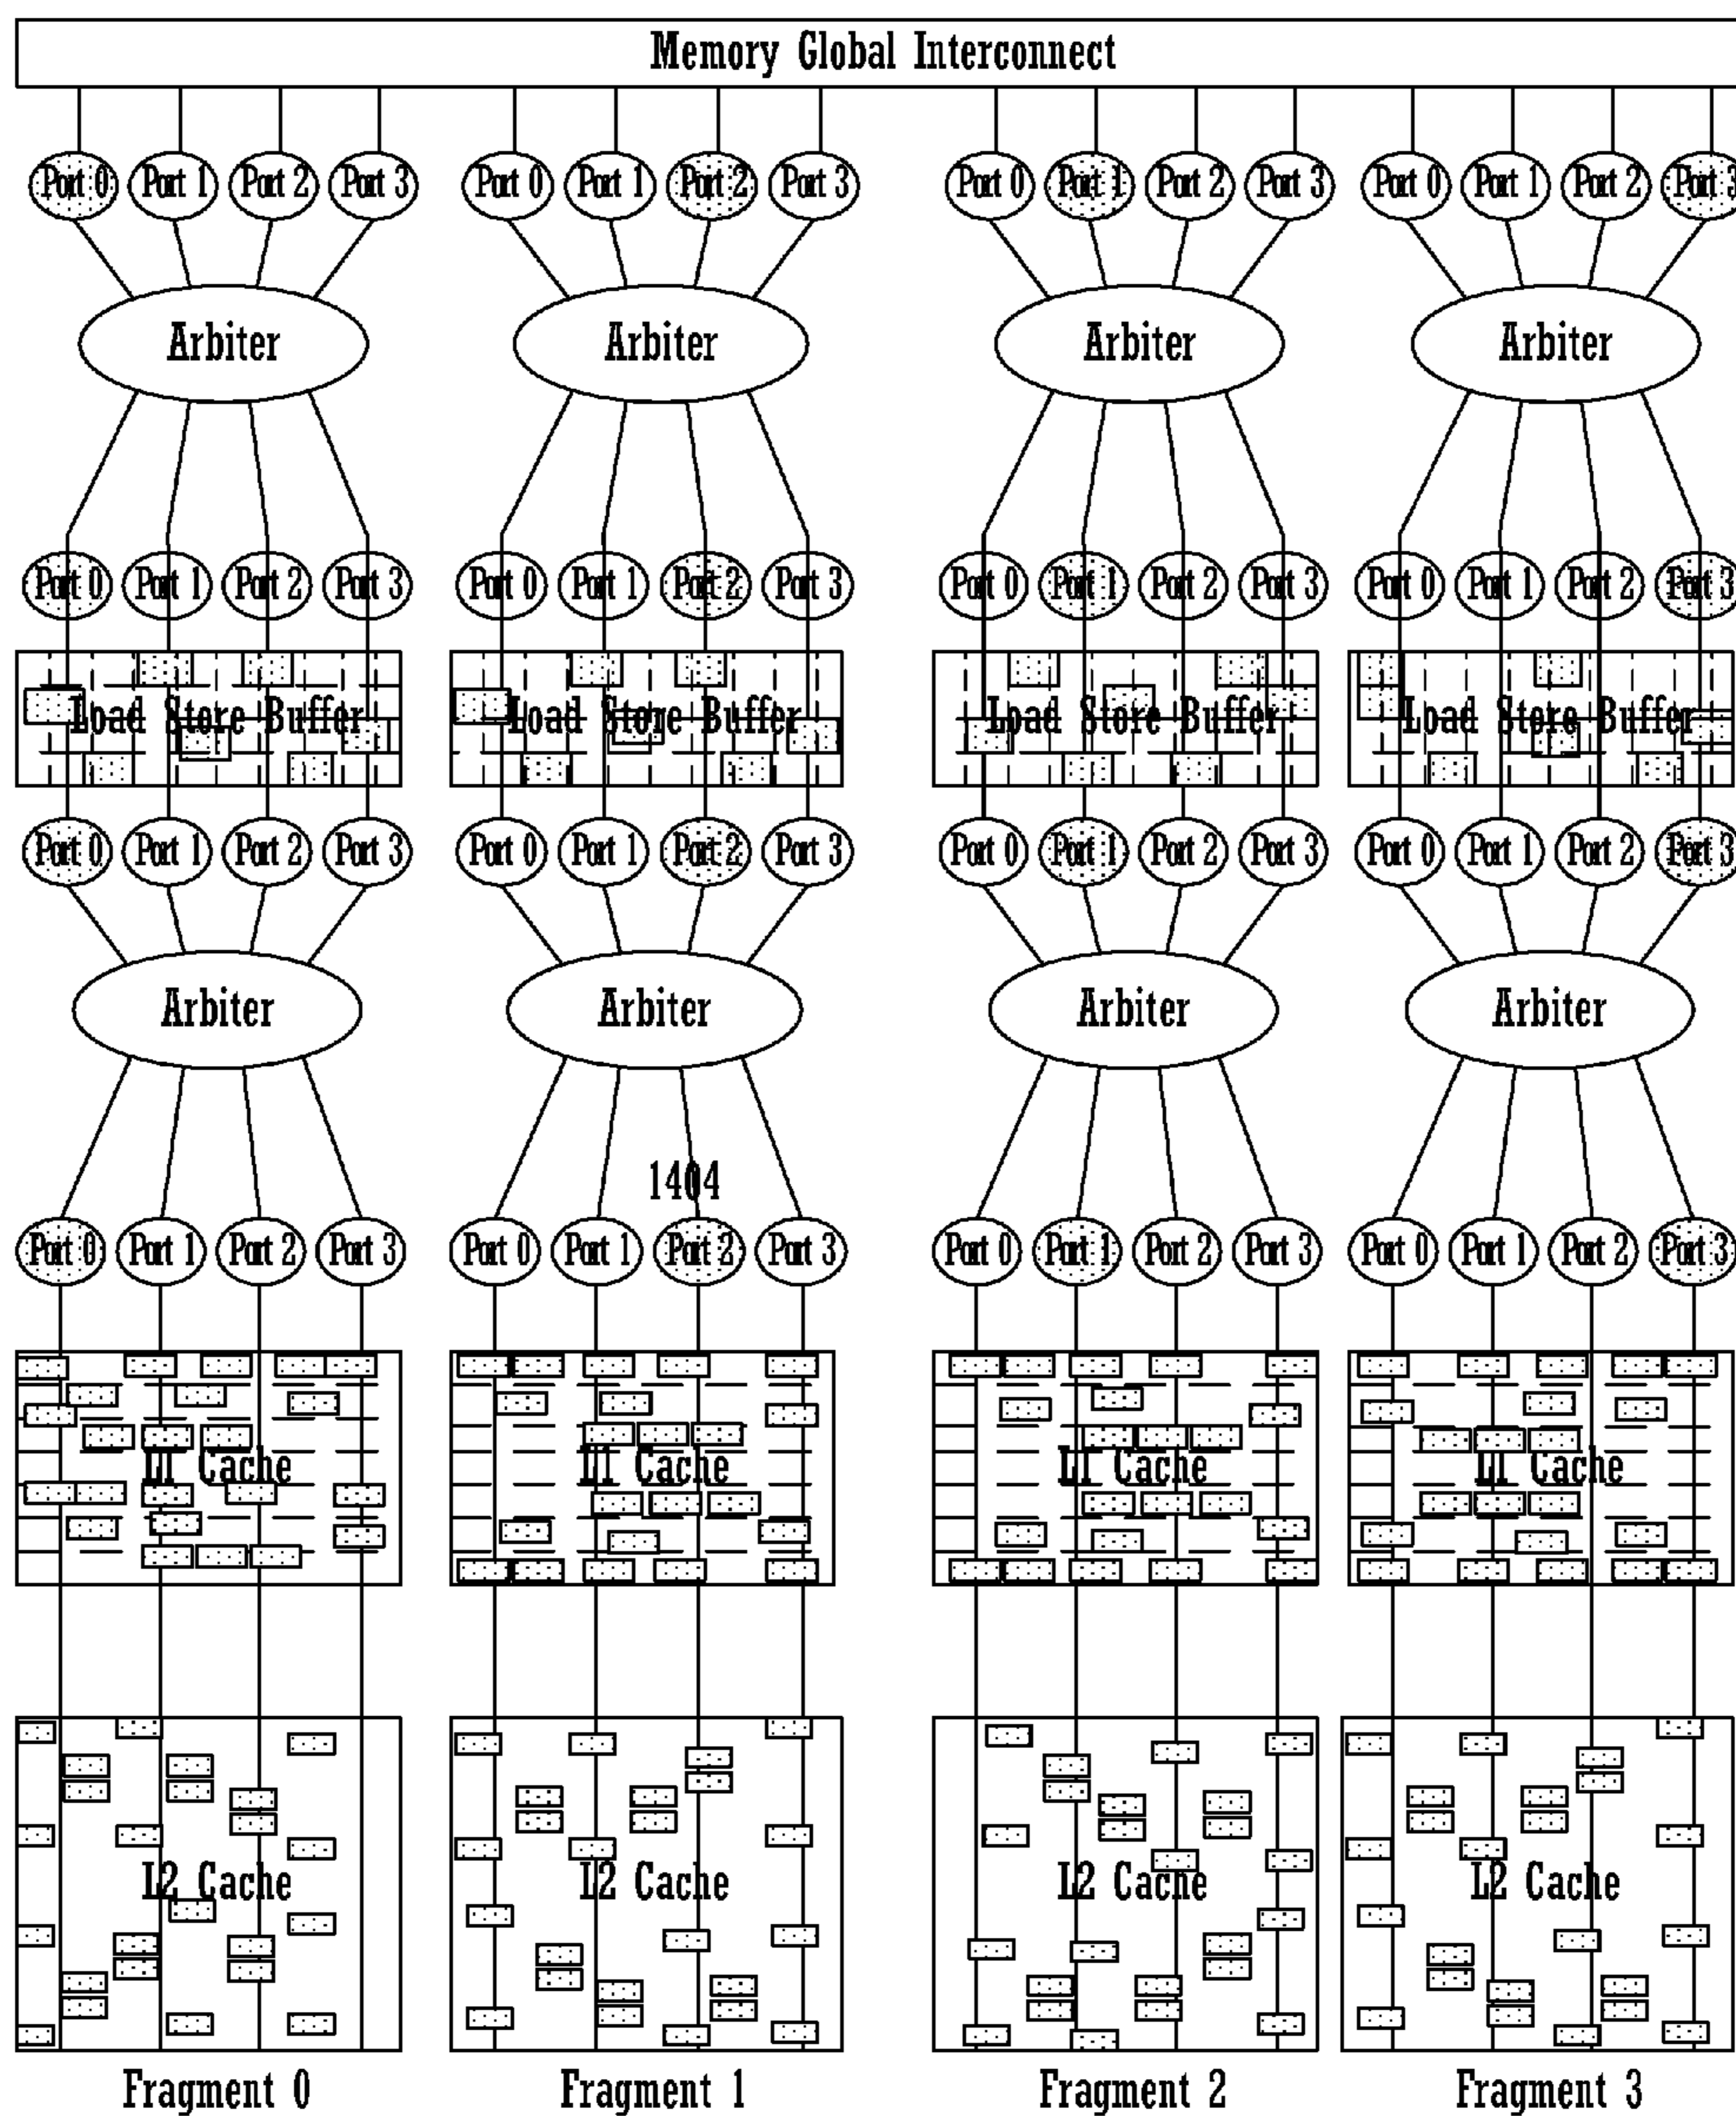 Memory Global Interconnect
Port 0 Port 1 Port 2 Port 3 Port 0 Port 1 Port 2 Port 3 Port 0 Port 1 Port 2 Port 3 Port 0 Port 1 Port 2 Port 3
Arbiter Arbiter Arbiter Arbiter
Port 0 Port 1 Port 2 Port 3 Port 0 Port 1 Port 2 Port 3 Port 0 Port 1 Port 2 Port 3 Port 0 Port 1 Port 2 Port 3
Load Store Buffer Load Store Buffer Load Store Buffer Load Store Buffer
Port 0 Port 1 Port 2 Port 3 Port 0 Port 1 Port 2 Port 3 Port 0 Port 1 Port 2 Port 3 Port 0 Port 1 Port 2 Port 3
Arbiter Arbiter Arbiter Arbiter
1404
Port 0 Port 1 Port 2 Port 3 Port 0 Port 1 Port 2 Port 3 Port 0 Port 1 Port 2 Port 3 Port 0 Port 1 Port 2 Port 3
L1 Cache L1 Cache L1 Cache L1 Cache
L2 Cache L2 Cache L2 Cache L2 Cache
Fragment 0 Fragment 1 Fragment 2 Fragment 3